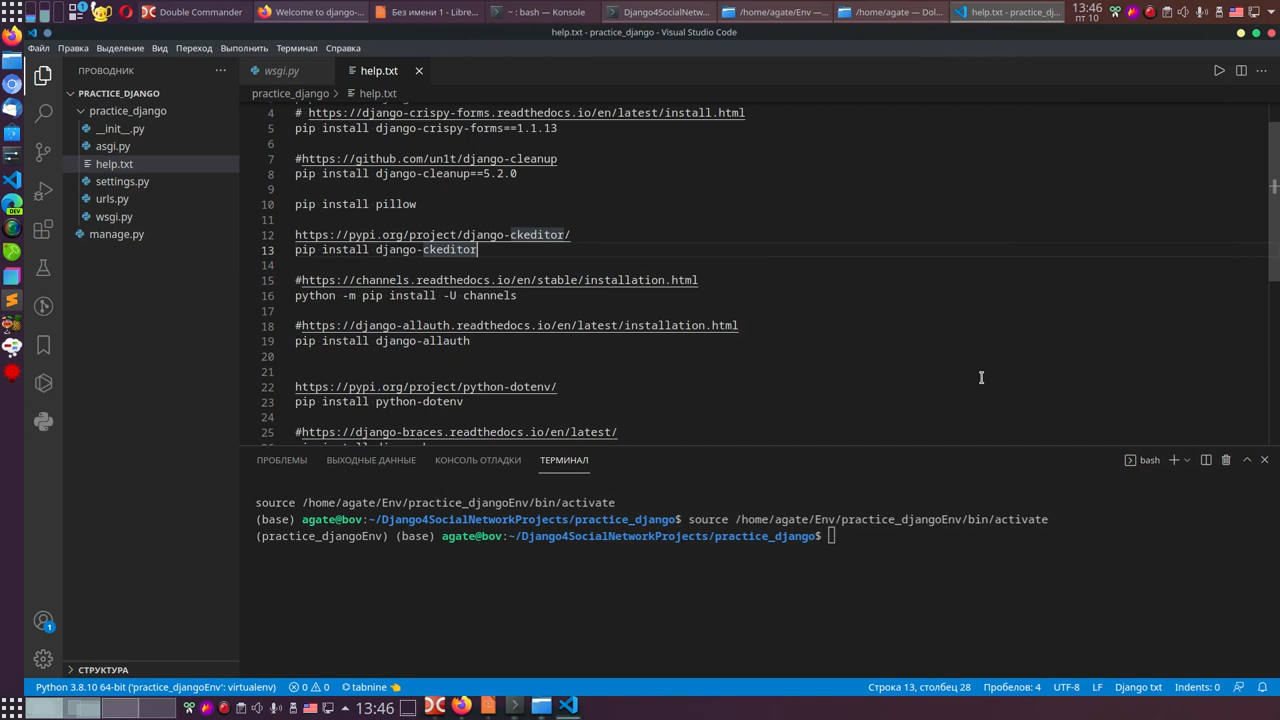 Double Commander
Welcome to django-...
Без имени 1 - Libre...
~ : bash — Konsole
Django4SocialNetw...
/home/agate/Env —...
/home/agate — Dol...
help.txt - practice_dj...
13:46
пт 10
help.txt - practice_django - Visual Studio Code
Файл Правка Выделение Вид Переход Выполнить Терминал Справка
ПРОВОДНИК ···
wsgi.py
help.txt
PRACTICE_DJANGO
practice_django > help.txt
practice_django
__init__.py
asgi.py
help.txt
settings.py
urls.py
wsgi.py
manage.py
4 # https://django-crispy-forms.readthedocs.io/en/latest/install.html
5 pip install django-crispy-forms==1.1.13
6
7 #https://github.com/un1t/django-cleanup
8 pip install django-cleanup==5.2.0
9
10 pip install pillow
11
12 https://pypi.org/project/django-ckeditor/
13 pip install django-ckeditor
14
15 #https://channels.readthedocs.io/en/stable/installation.html
16 python -m pip install -U channels
17
18 #https://django-allauth.readthedocs.io/en/latest/installation.html
19 pip install django-allauth
20
21
22 https://pypi.org/project/python-dotenv/
23 pip install python-dotenv
24
25 #https://django-braces.readthedocs.io/en/latest/
ПРОБЛЕМЫ ВЫХОДНЫЕ ДАННЫЕ КОНСОЛЬ ОТЛАДКИ ТЕРМИНАЛ
bash
source /home/agate/Env/practice_djangoEnv/bin/activate
(base) agate@bov:~/Django4SocialNetworkProjects/practice_django$ source /home/agate/Env/practice_djangoEnv/bin/activate
(practice_djangoEnv) (base) agate@bov:~/Django4SocialNetworkProjects/practice_django$
DEV
1
СТРУКТУРА
Python 3.8.10 64-bit ('practice_djangoEnv': virtualenv) 0 0 tabnine
Строка 13, столбец 28 Пробелов: 4 UTF-8 LF Django txt Indents: 0
13:46